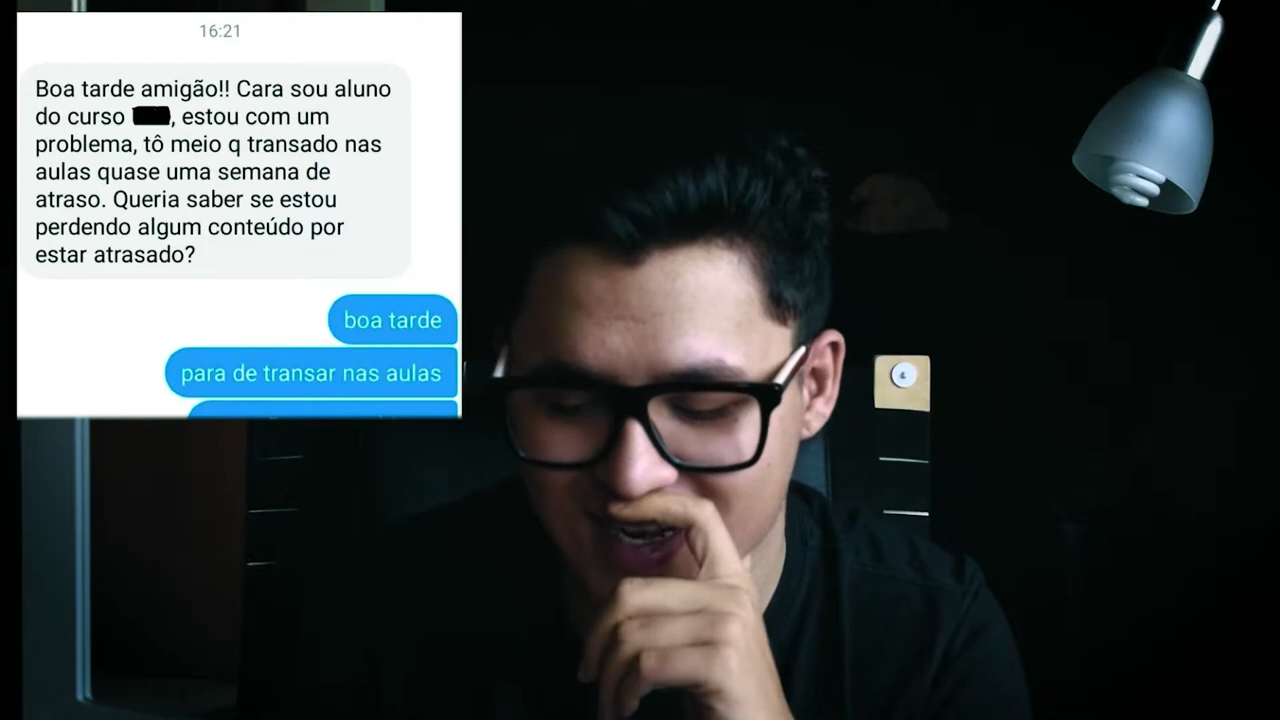 16:21
Boa tarde amigão!! Cara sou aluno
do curso , estou com um
problema, tô meio q transado nas
aulas quase uma semana de
atraso. Queria saber se estou
perdendo algum conteúdo por
estar atrasado?
boa tarde
para de transar nas aulas